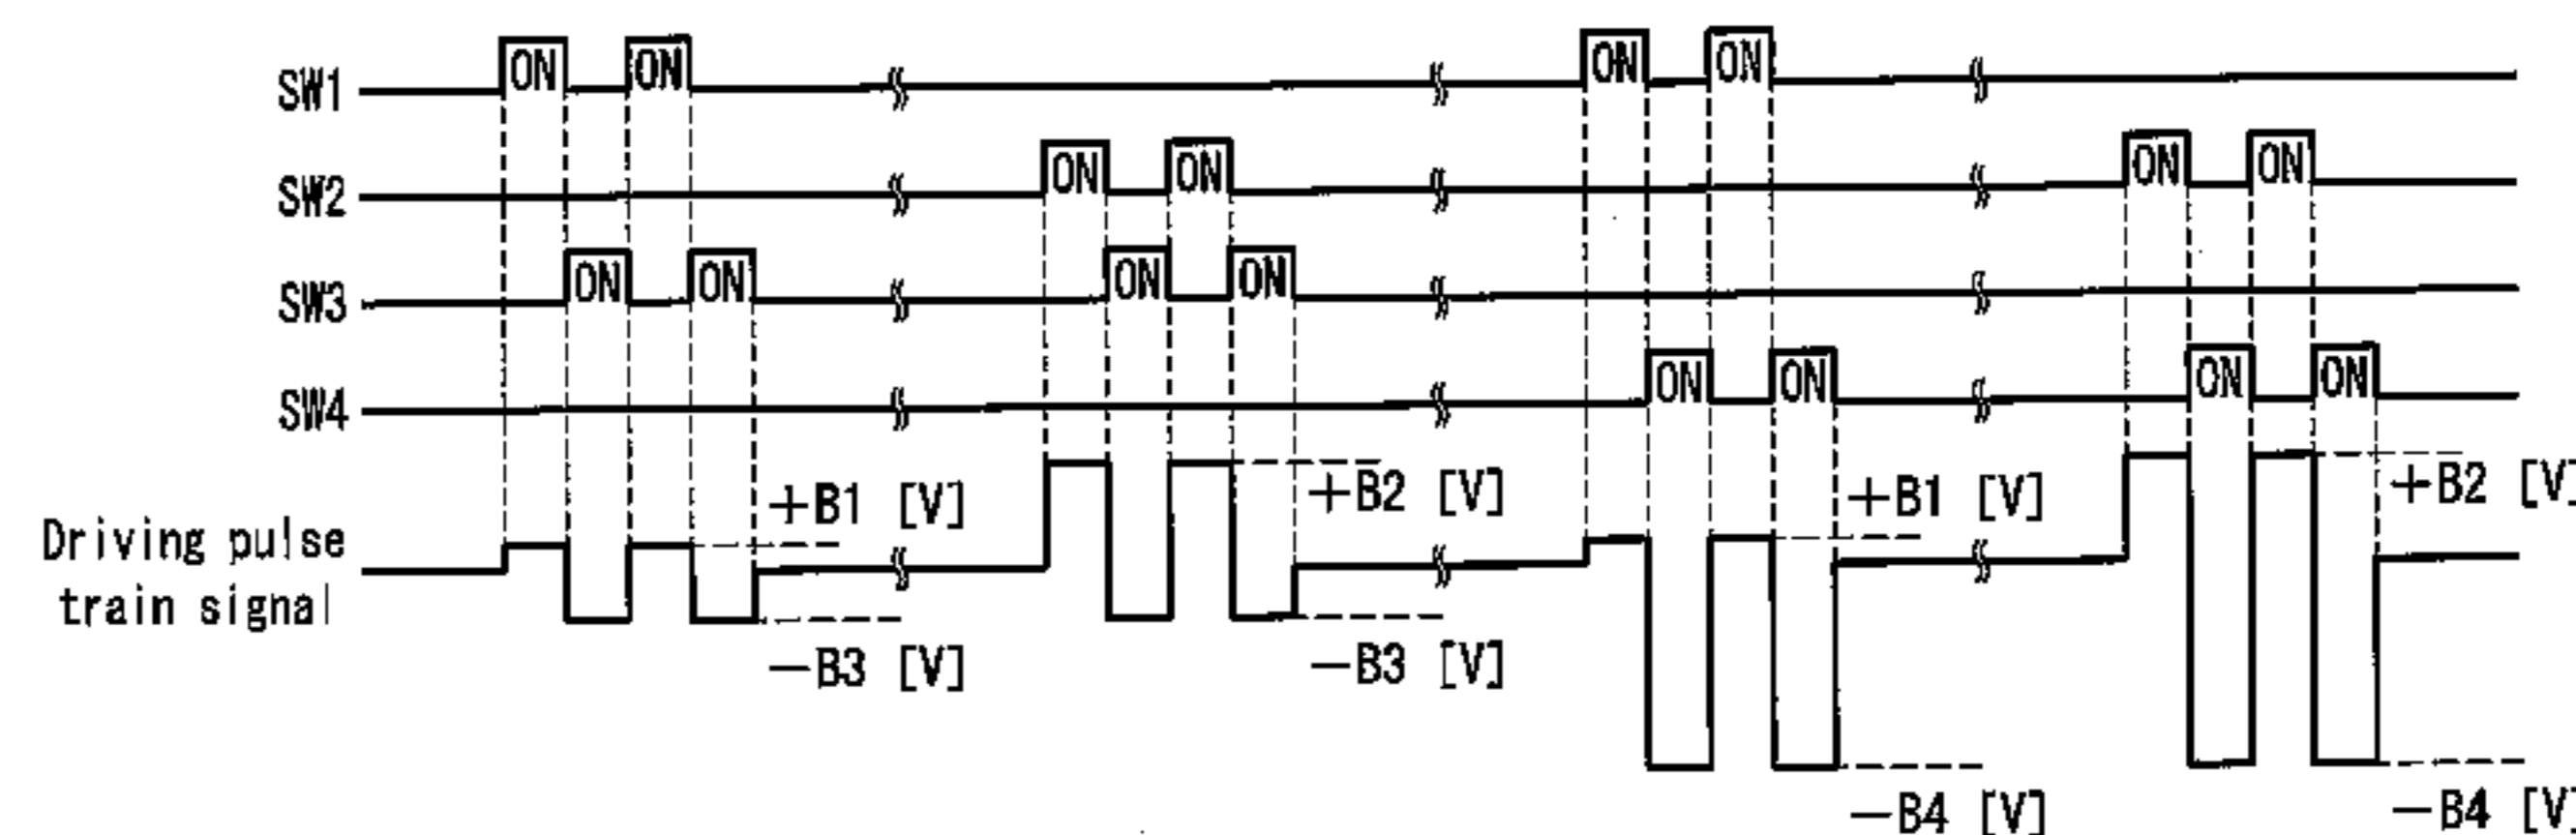 SW1 ON ON ON ON
SW2 ON ON ON ON
SW3 ON ON ON ON
SW4 ON ON ON ON
+B1 [V] +B2 [V] +B1 [V] +B2 [V]
Driving pulse
train signal
−B3 [V] −B3 [V] −B4 [V] −B4 [V]